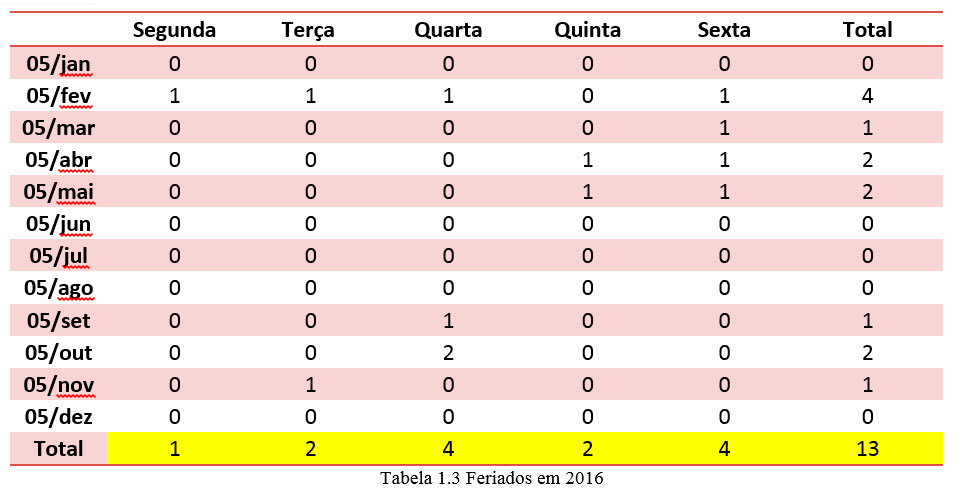 Segunda Terça Quarta Quinta Sexta Total
05/jan 0 0 0 0 0 0
05/fev 1 1 1 0 1 4
05/mar 0 0 0 0 1 1
05/abr 0 0 0 1 1 2
05/mai 0 0 0 1 1 2
05/jun 0 0 0 0 0 0
05/jul 0 0 0 0 0 0
05/ago 0 0 0 0 0 0
05/set 0 0 1 0 0 1
05/out 0 0 2 0 0 2
05/nov 0 1 0 0 0 1
05/dez 0 0 0 0 0 0
Total 1 2 4 2 4 13
Tabela 1.3 Feriados em 2016